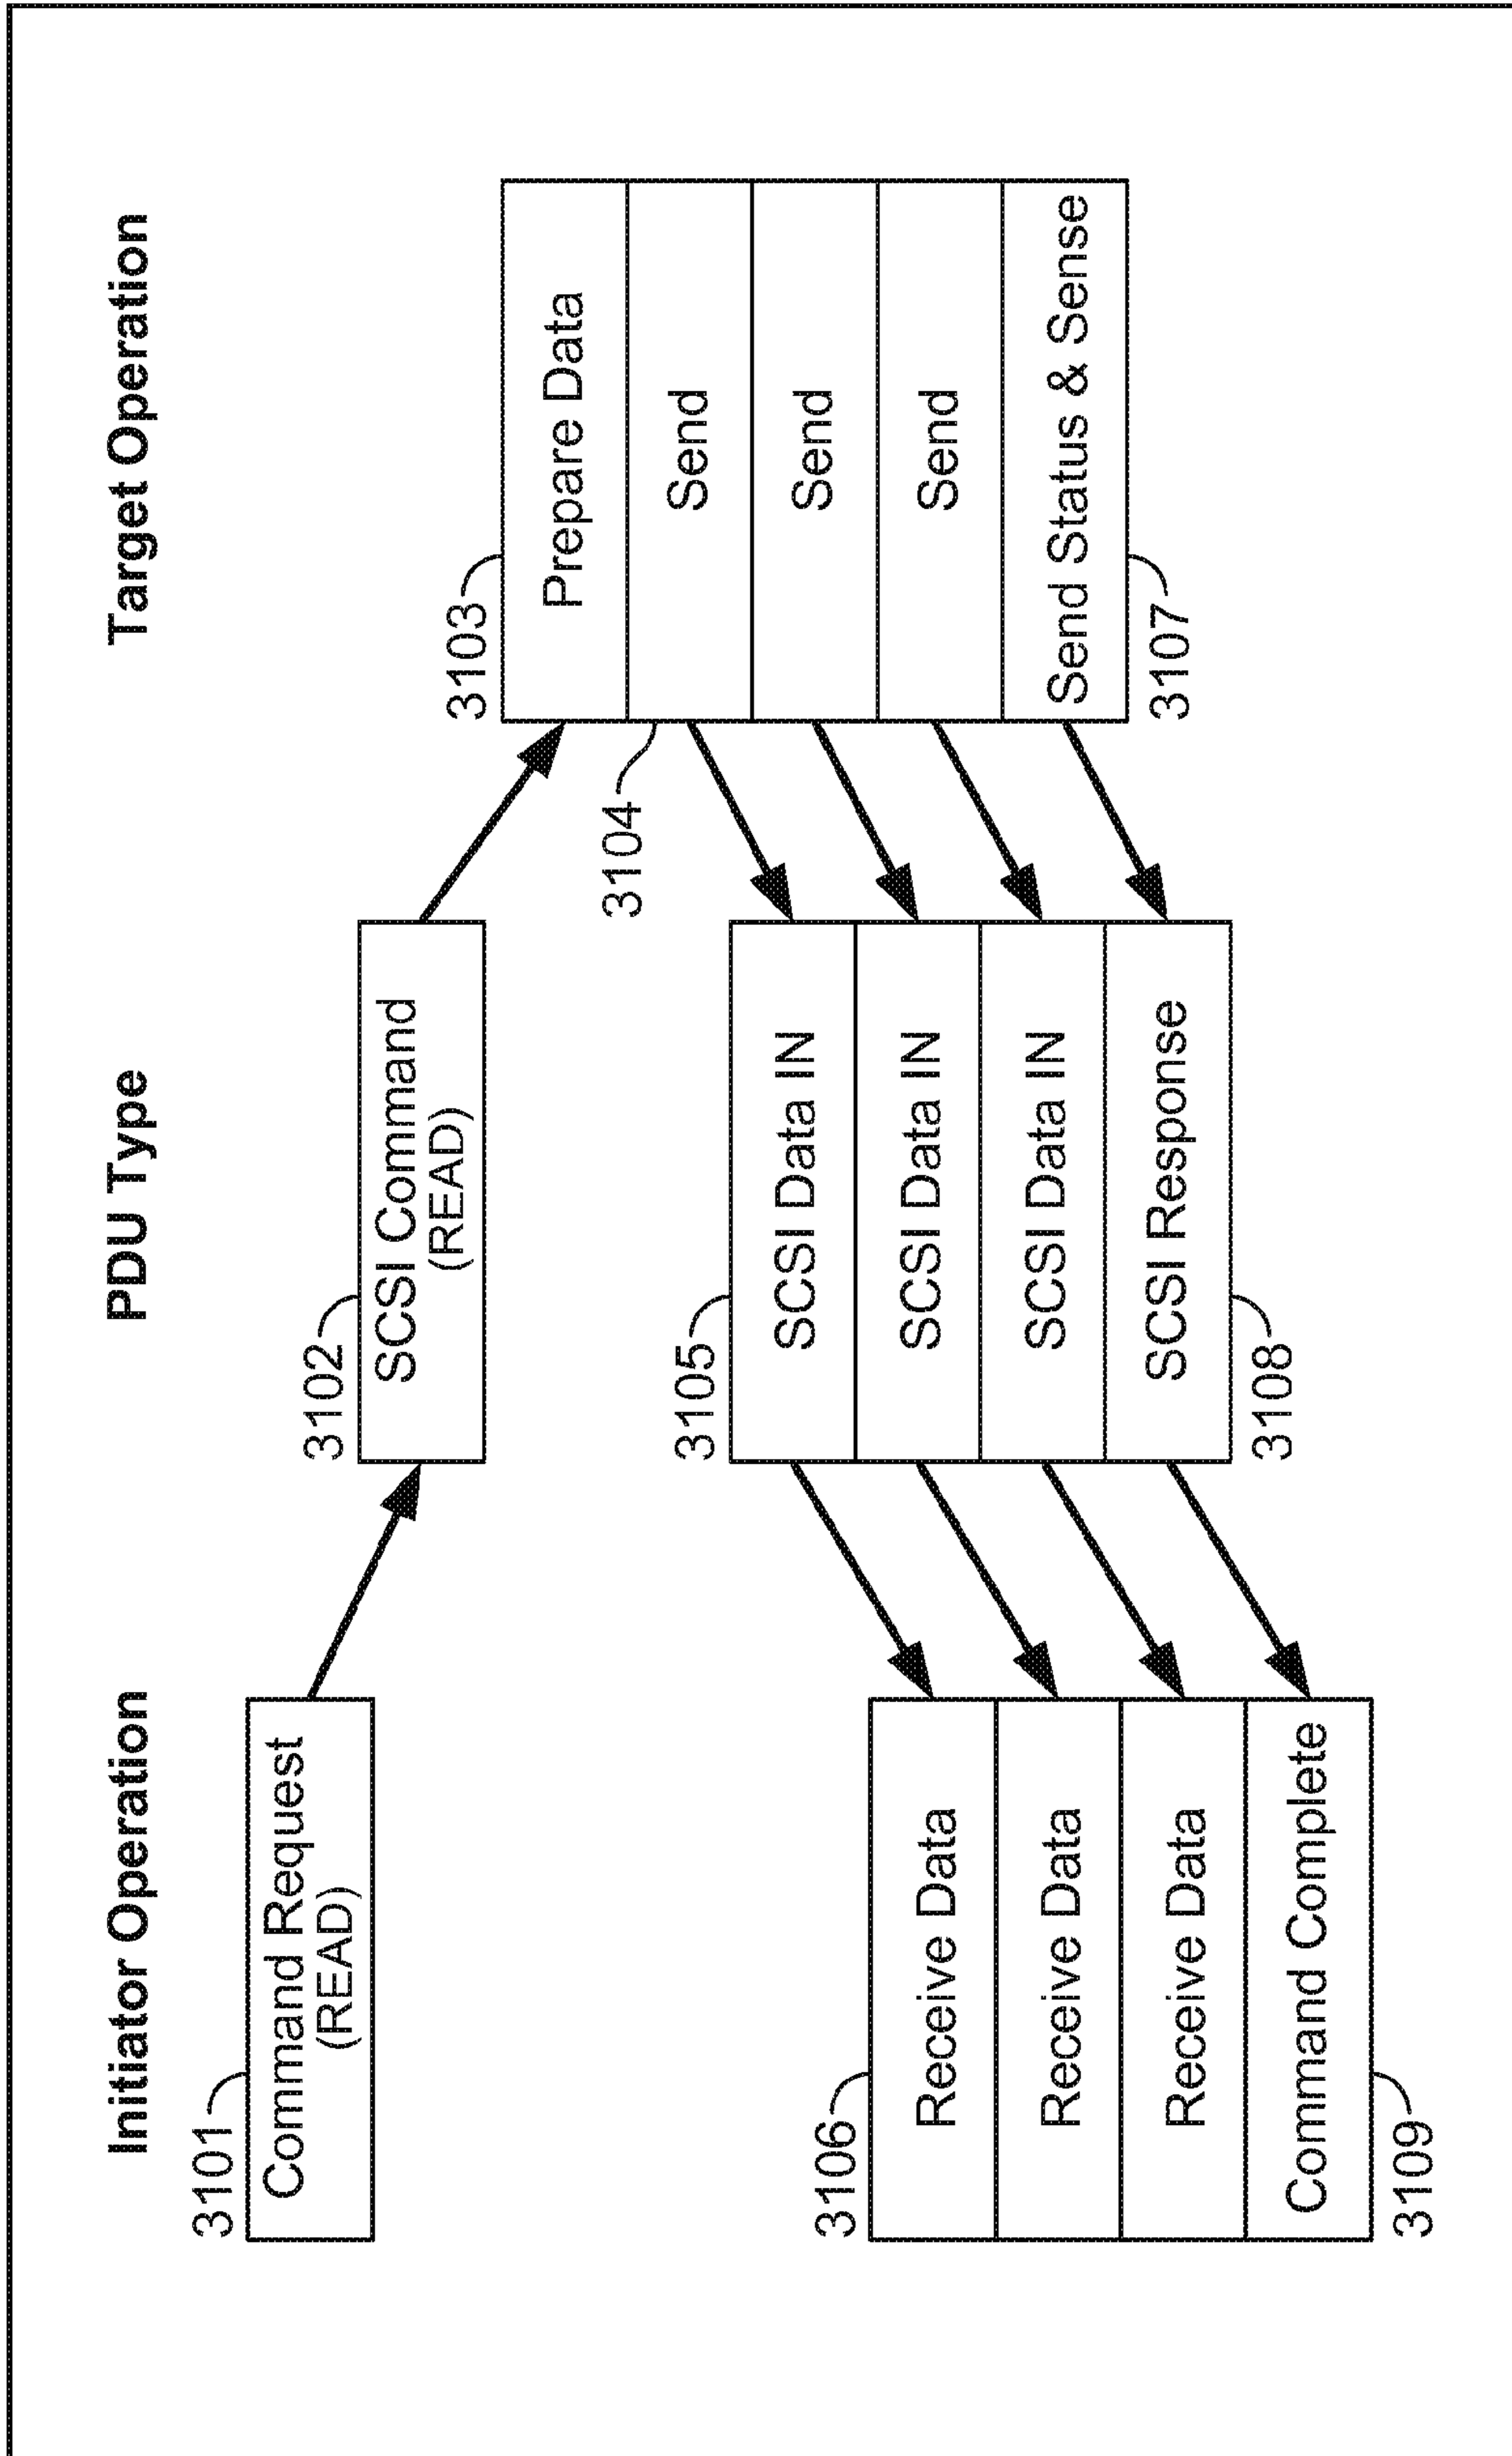 Initiator Operation
PDU Type
Target Operation
3101
Command Request
(READ)
3102
SCSI Command
(READ)
3103
Prepare Data
3104
Send
Send
Send
Send Status & Sense
3107
3105
SCSI Data IN
SCSI Data IN
SCSI Data IN
SCSI Response
3108
3106
Receive Data
Receive Data
Receive Data
Command Complete
3109